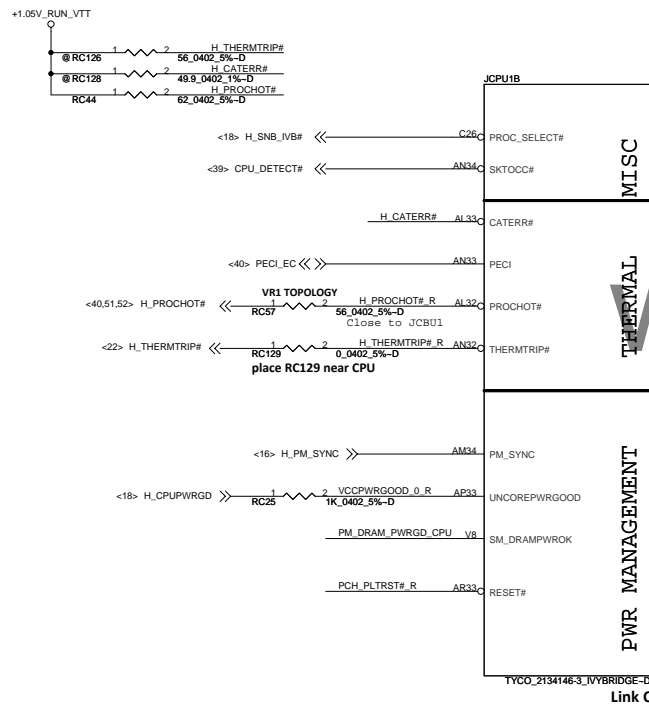 +1.05V_RUN_VTT
@RC126 1 2 H_THERMTRIP#
56_0402_5%~D
@RC128 1 2 H_CATERR#
49.9_0402_1%~D
RC44 1 2 H_PROCHOT#
62_0402_5%~D
JCPU1B
<18> H_SNB_IVB# C26 PROC_SELECT#
<39> CPU_DETECT# AN34 SKTOCC#
MISC
H_CATERR# AL33 CATERR#
<40> PECI_EC AN33 PECI
VR1 TOPOLOGY
<40,51,52> H_PROCHOT# 1 2 H_PROCHOT#_R AL32 PROCHOT#
RC57 56_0402_5%~D
Close to JCBU1
<22> H_THERMTRIP# 1 2 H_THERMTRIP#_R AN32 THERMTRIP#
RC129 0_0402_5%~D
place RC129 near CPU
THERMAL
<16> H_PM_SYNC AM34 PM_SYNC
<18> H_CPUPWRGD 1 2 VCCPWRGOOD_0_R AP33 UNCOREPWRGOOD
RC25 1K_0402_5%~D
PM_DRAM_PWRGD_CPU V8 SM_DRAMPWROK
PCH_PLTRST#_R AR33 RESET#
PWR MANAGEMENT
TYCO_2134146-3_IVYBRIDGE~D
Link